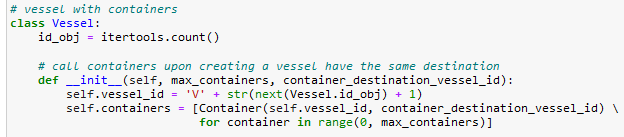 # vessel with containers
class Vessel:
    id_obj = itertools.count()
    # call containers upon creating a vessel have the same destination
    def __init__(self, max_containers, container_destination_vessel_id):
        self.vessel_id = 'V' + str(next(Vessel.id_obj) + 1)
        self.containers = [Container(self.vessel_id, container_destination_vessel_id) \
                           for container in range(0, max_containers)]